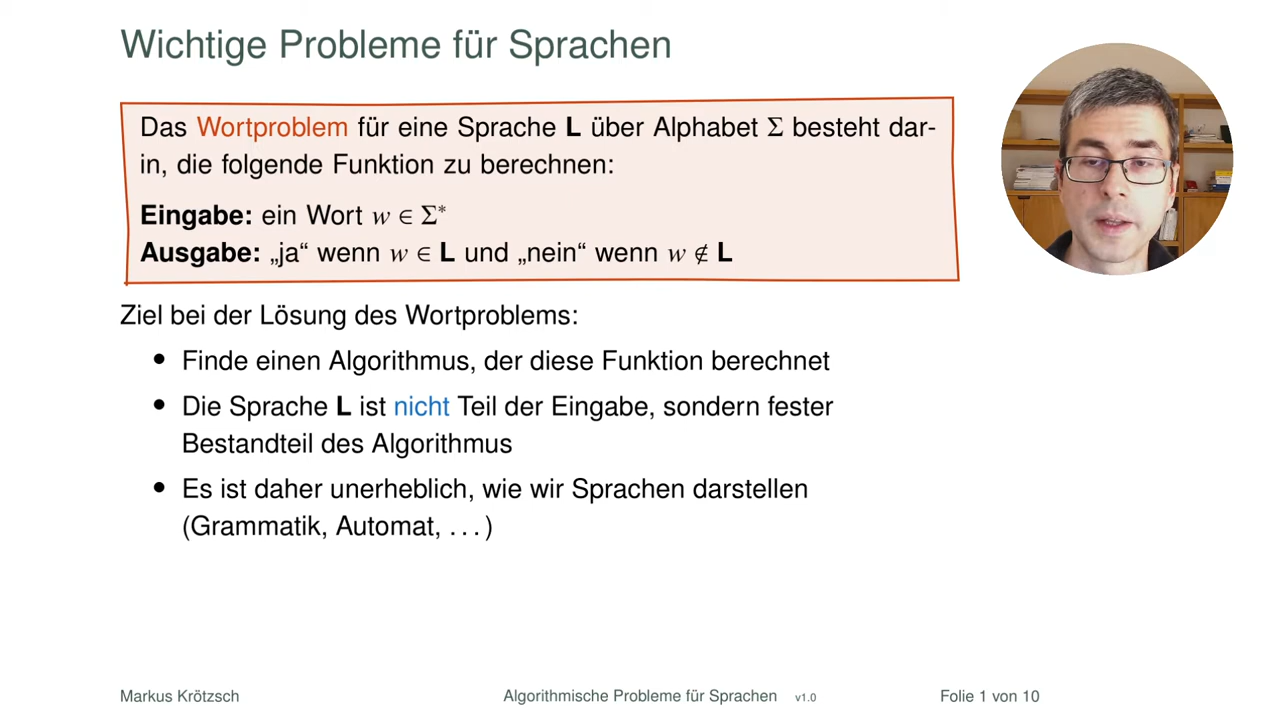 Wichtige Probleme für Sprachen
Das Wortproblem für eine Sprache L über Alphabet Σ besteht dar-
in, die folgende Funktion zu berechnen:
Eingabe: ein Wort w ∈ Σ*
Ausgabe: „ja“ wenn w ∈ L und „nein“ wenn w ∉ L
Ziel bei der Lösung des Wortproblems:
• Finde einen Algorithmus, der diese Funktion berechnet
• Die Sprache L ist nicht Teil der Eingabe, sondern fester
Bestandteil des Algorithmus
• Es ist daher unerheblich, wie wir Sprachen darstellen
(Grammatik, Automat, . . . )
Markus Krötzsch Algorithmische Probleme für Sprachen v1.0 Folie 1 von 10